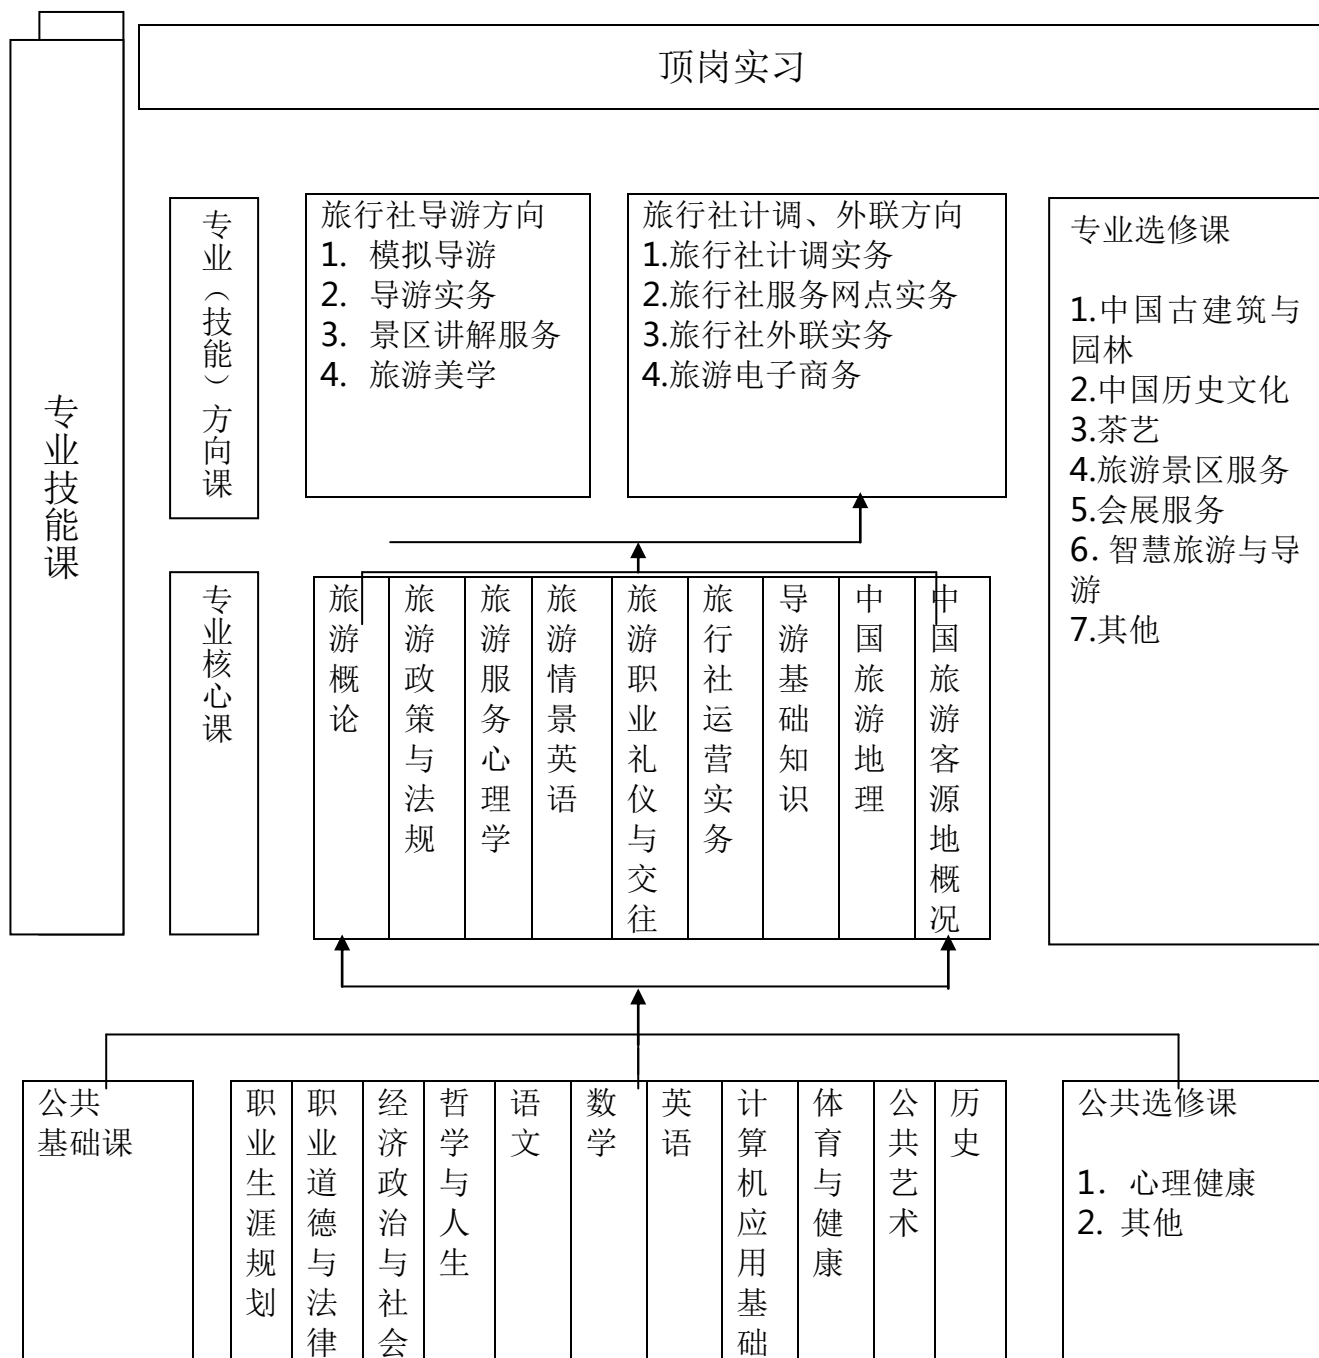 顶岗实习
专业技能课
专业（技能）方向课
旅行社导游方向
1. 模拟导游
2. 导游实务
3. 景区讲解服务
4. 旅游美学
旅行社计调、外联方向
1.旅行社计调实务
2.旅行社服务网点实务
3.旅行社外联实务
4.旅游电子商务
专业选修课
1.中国古建筑与
园林
2.中国历史文化
3.茶艺
4.旅游景区服务
5.会展服务
6. 智慧旅游与导
游
7.其他
专业核心课
旅游概论
旅游政策与法规
旅游服务心理学
旅游情景英语
旅游职业礼仪与交往
旅行社运营实务
导游基础知识
中国旅游地理
中国旅游客源地概况
公共
基础课
职业生涯规划
职业道德与法律
经济政治与社会
哲学与人生
语文
数学
英语
计算机应用基础
体育与健康
公共艺术
历史
公共选修课
1. 心理健康
2. 其他